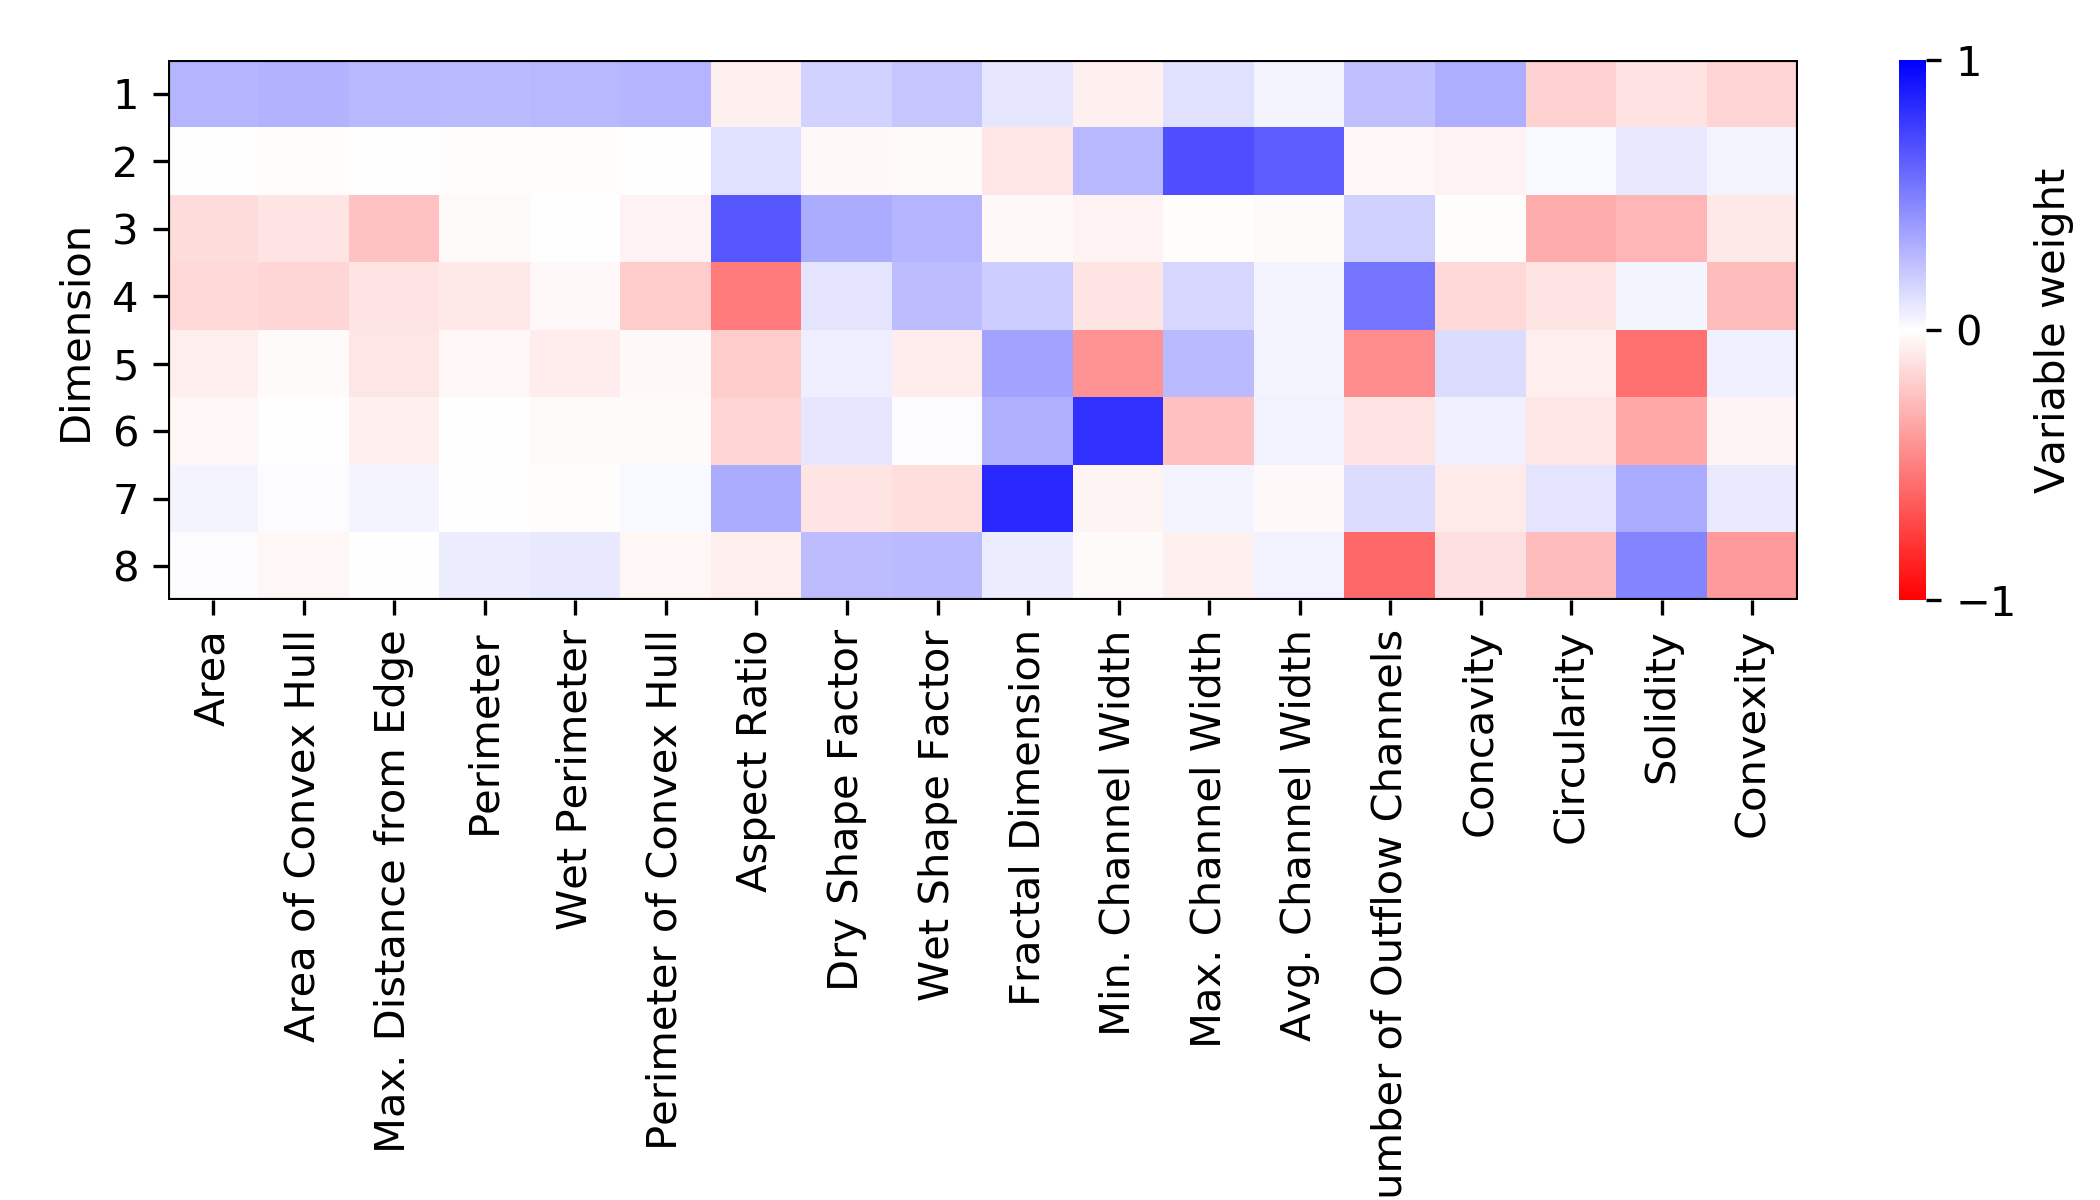 Dimension
1
2
3
4
5
6
7
8
Area
Area of Convex Hull
Max. Distance from Edge
Perimeter
Wet Perimeter
Perimeter of Convex Hull
Aspect Ratio
Dry Shape Factor
Wet Shape Factor
Fractal Dimension
Min. Channel Width
Max. Channel Width
Avg. Channel Width
umber of Outflow Channels
Concavity
Circularity
Solidity
Convexity
1
0
−1
Variable weight